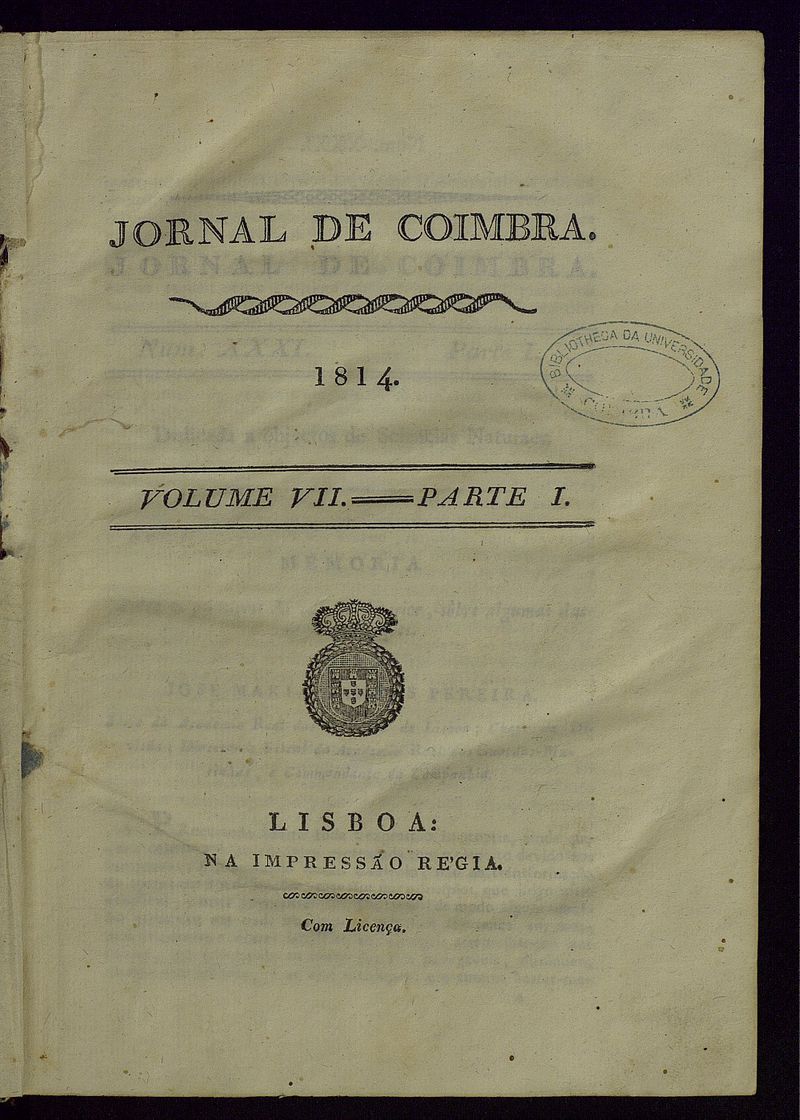 JORNAL DE COIMBRA.
1814.
BIBLIOTHECA DA UNIVERSIDADE
COIMBRA
VOLUME VII.=PARTE I.
LISBOA:
NA IMPRESSÃO RE'GIA.
Com Licença.